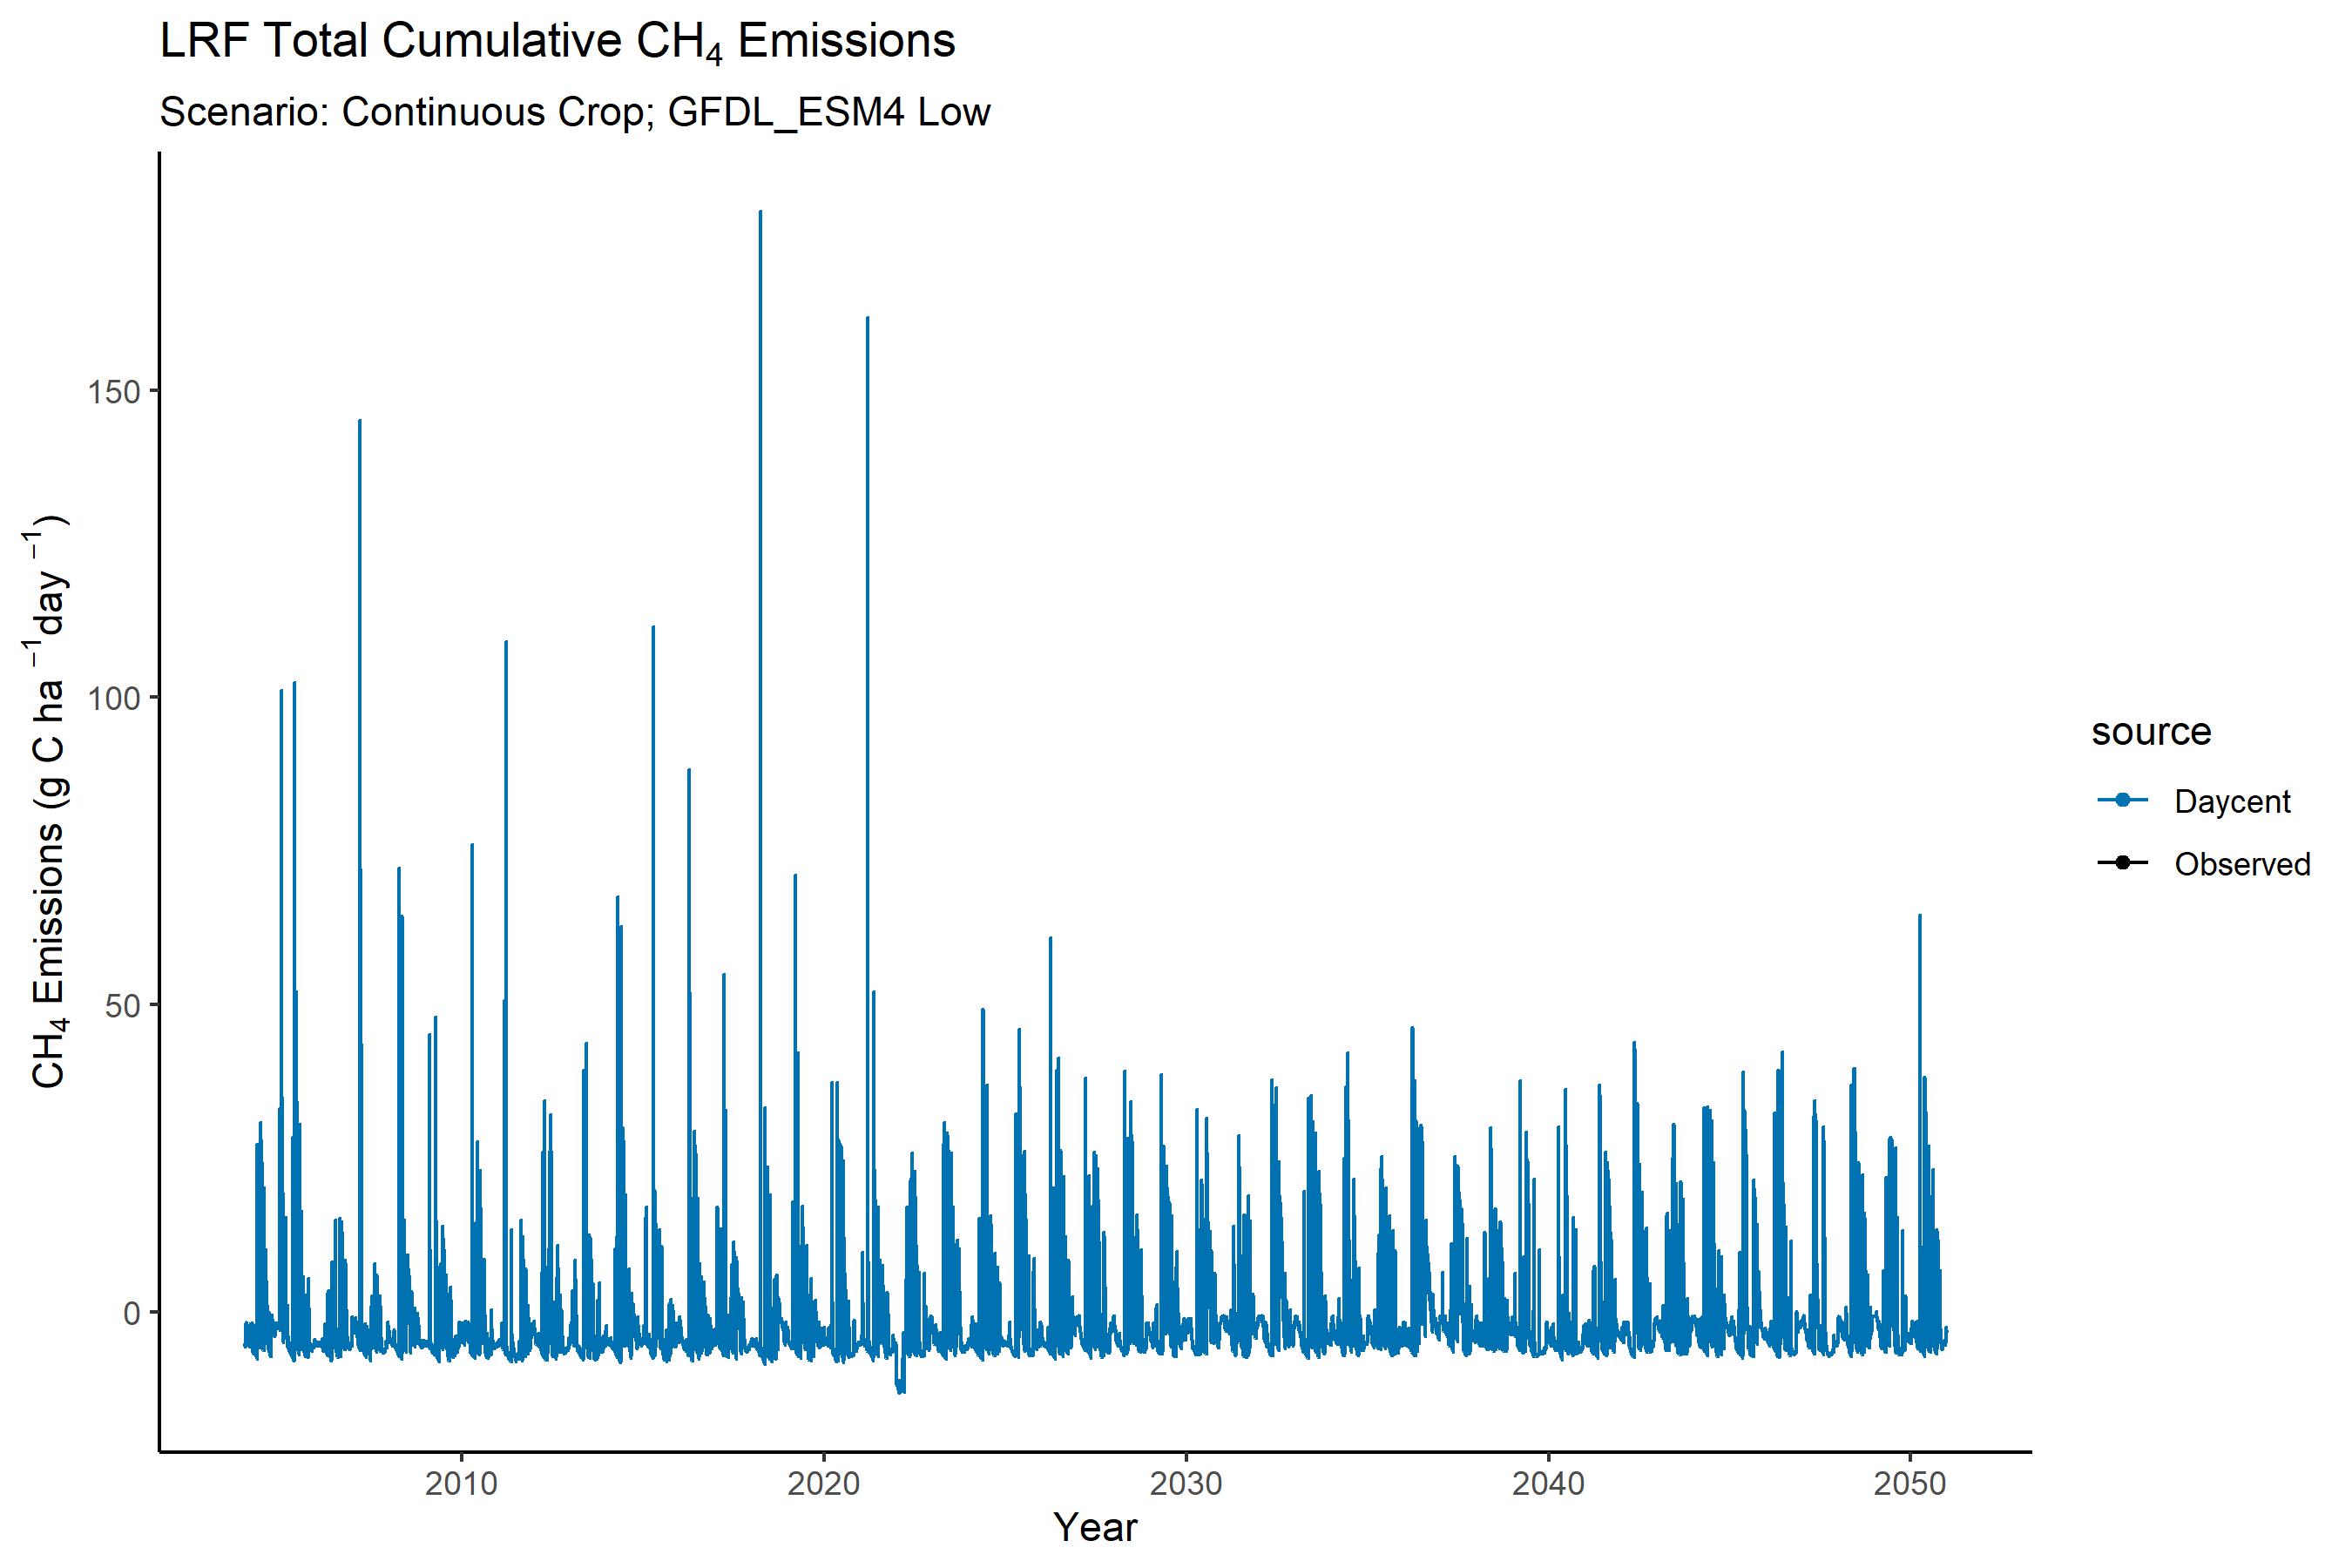 LRF Total Cumulative CH₄ Emissions
Scenario: Continuous Crop; GFDL_ESM4 Low
CH₄ Emissions (g C ha ⁻¹day ⁻¹)
150
100
50
0
2010 2020 2030 2040 2050
Year
source
Daycent
Observed